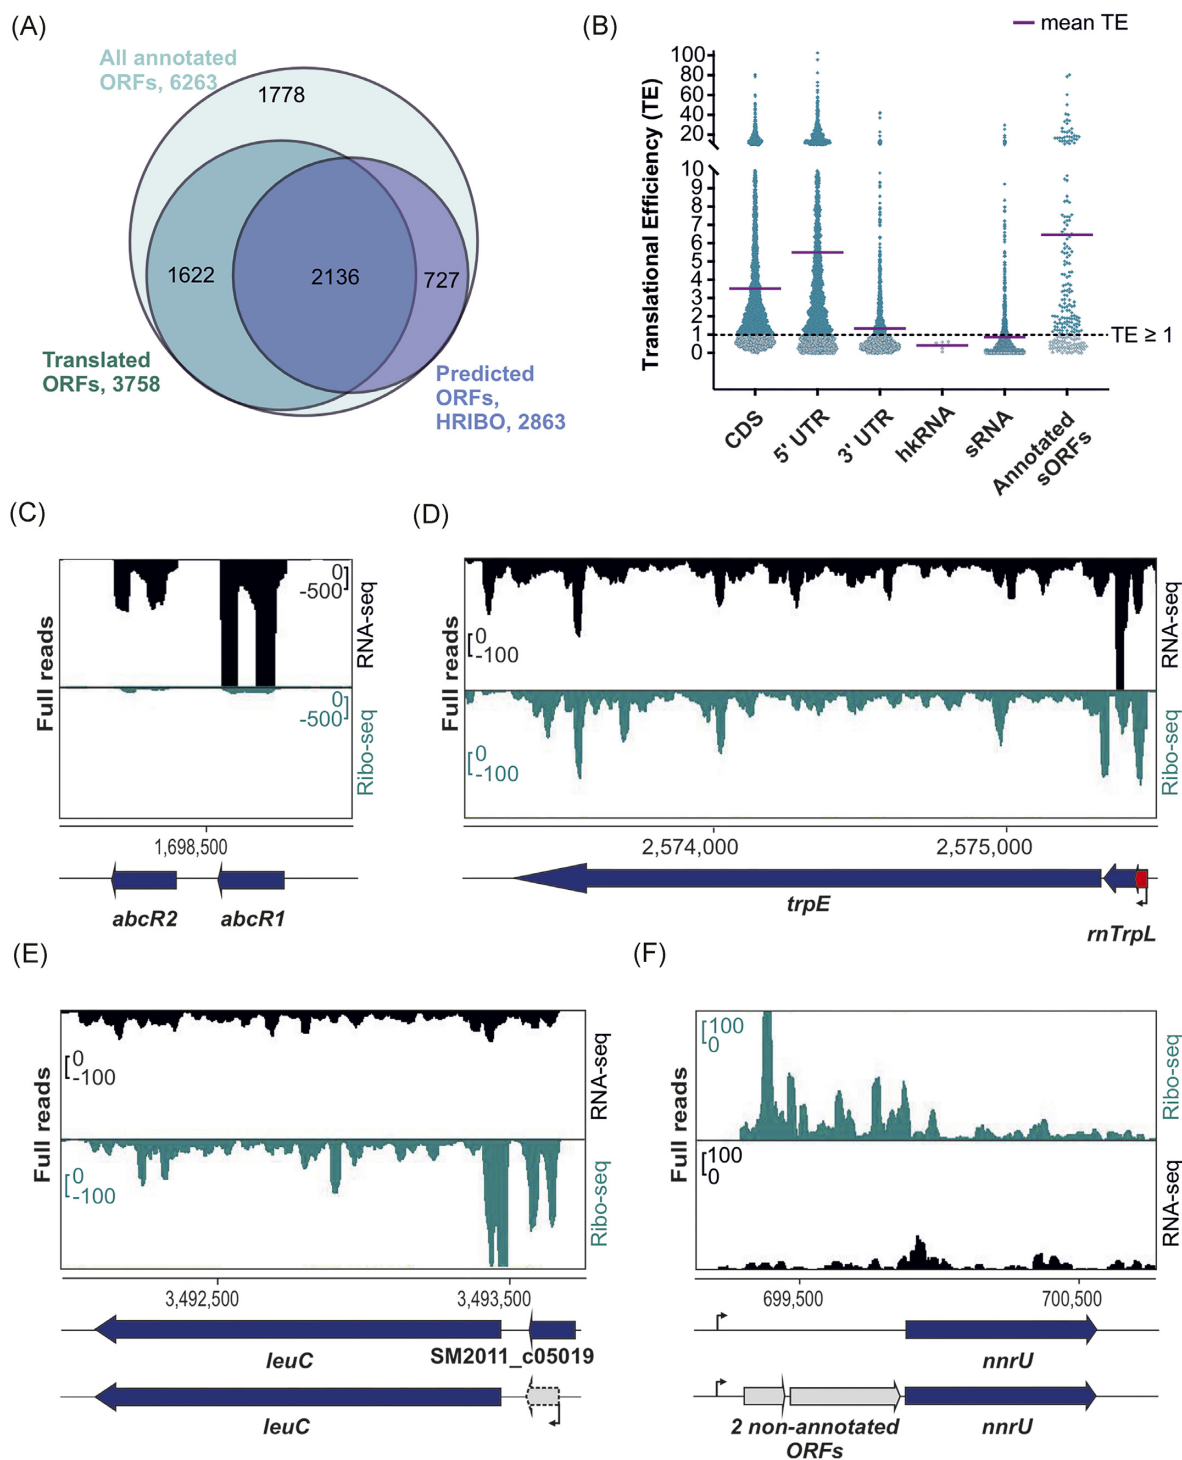 (A)
All annotated
ORFs, 6263
1778
1622
2136
727
Translated
ORFs, 3758
Predicted
ORFs,
HRIBO, 2863
(B)
mean TE
Translational Efficiency (TE)
100
80
60
40
20
10
9
8
7
6
5
4
3
2
1
0
TE ≥ 1
CDS
5' UTR
3' UTR
hkRNA
sRNA
Annotated
sORFs
(C)
Full reads
0
-500
RNA-seq
0
-500
Ribo-seq
1,698,500
abcR2
abcR1
(D)
Full reads
0
-100
RNA-seq
0
-100
Ribo-seq
2,574,000
2,575,000
trpE
rnTrpL
(E)
Full reads
0
-100
RNA-seq
0
-100
Ribo-seq
3,492,500
3,493,500
leuC
SM2011_c05019
leuC
(F)
Full reads
100
0
Ribo-seq
100
0
RNA-seq
699,500
700,500
nnrU
2 non-annotated
ORFs
nnrU